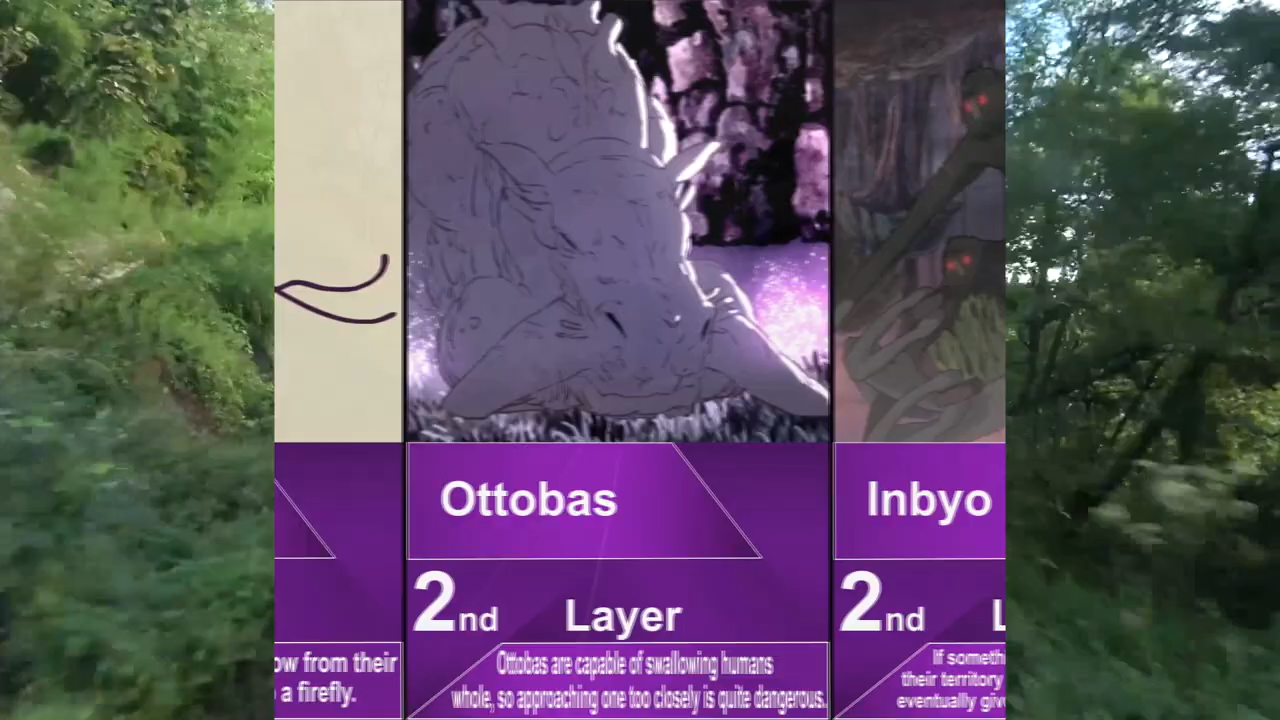 ow from their
a firefly.
Ottobas
2nd Layer
Ottobas are capable of swallowing humans
whole, so approaching one too closely is quite dangerous.
Inbyo
2nd L
If someth
their territory
eventually giv